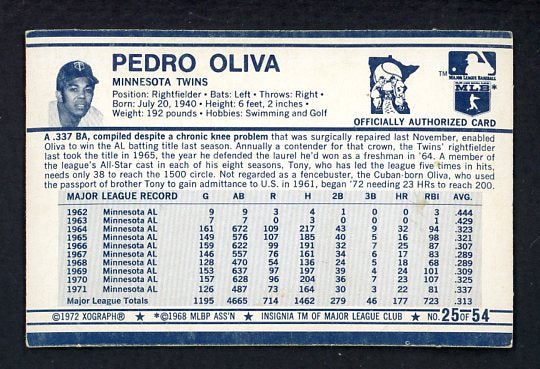 PEDRO OLIVA
MINNESOTA TWINS
Position: Rightfielder • Bats: Left • Throws: Right •
Born: July 20, 1940 • Height: 6 feet, 2 inches •
Weight: 192 pounds • Hobbies: Swimming and Golf
TM
MAJOR LEAGUE BASEBALL
MLB *
OFFICIALLY AUTHORIZED CARD
A .337 BA, compiled despite a chronic knee problem that was surgically repaired last November, enabled
Oliva to win the AL batting title last season. Annually a contender for that crown, the Twins' rightfielder
last took the title in 1965, the year he defended the laurel he'd won as a freshman in '64. A member of
the league's All-Star cast in each of his eight seasons, Tony, who has led the league five times in hits,
needs only 38 to reach the 1500 circle. Not regarded as a fencebuster, the Cuban-born Oliva, who used
the passport of brother Tony to gain admittance to U.S. in 1961, began '72 needing 23 HRs to reach 200.
MAJOR LEAGUE RECORD G AB R H 2B 3B HR RBI AVG.
1962 Minnesota AL 9 9 3 4 1 0 0 3 .444
1963 Minnesota AL 7 7 0 3 0 0 0 1 .429
1964 Minnesota AL 161 672 109 217 43 9 32 94 .323
1965 Minnesota AL 149 576 107 185 40 5 16 98 .321
1966 Minnesota AL 159 622 99 191 32 7 25 87 .307
1967 Minnesota AL 146 557 76 161 34 6 17 83 .289
1968 Minnesota AL 128 470 54 136 24 5 18 68 .289
1969 Minnesota AL 153 637 97 197 39 4 24 101 .309
1970 Minnesota AL 157 628 96 204 36 7 23 107 .325
1971 Minnesota AL 126 487 73 164 30 3 22 81 .337
Major League Totals 1195 4665 714 1462 279 46 177 723 .313
©1972 XOGRAPH® ★ *©1968 MLBP ASS'N ★ INSIGNIA TM OF MAJOR LEAGUE CLUB ★ NO. 25 OF 54